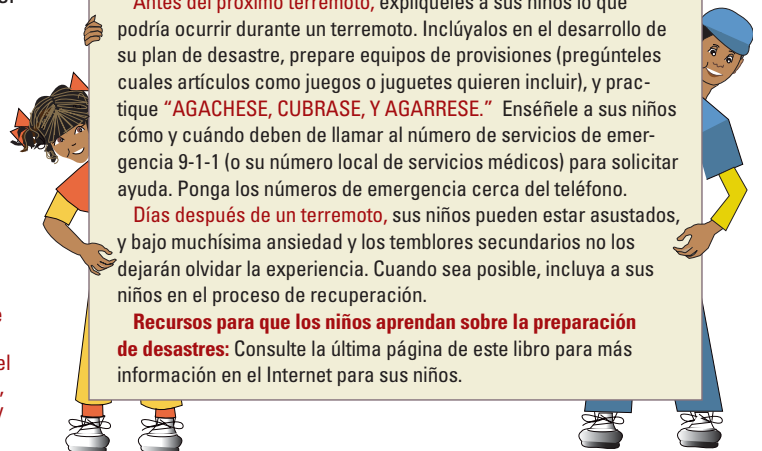 Antes del próximo terremoto, explíqueles a sus niños lo que
podría ocurrir durante un terremoto. Inclúyalos en el desarrollo de
su plan de desastre, prepare equipos de provisiones (pregúnteles
cuales artículos como juegos o juguetes quieren incluir), y prac-
tique “AGACHESE, CUBRASE, Y AGARRESE.” Enséñele a sus niños
cómo y cuándo deben de llamar al número de servicios de emer-
gencia 9-1-1 (o su número local de servicios médicos) para solicitar
ayuda. Ponga los números de emergencia cerca del teléfono.
Días después de un terremoto, sus niños pueden estar asustados,
y bajo muchísima ansiedad y los temblores secundarios no los
dejarán olvidar la experiencia. Cuando sea posible, incluya a sus
niños en el proceso de recuperación.
Recursos para que los niños aprendan sobre la preparación
de desastres: Consulte la última página de este libro para más
información en el Internet para sus niños.